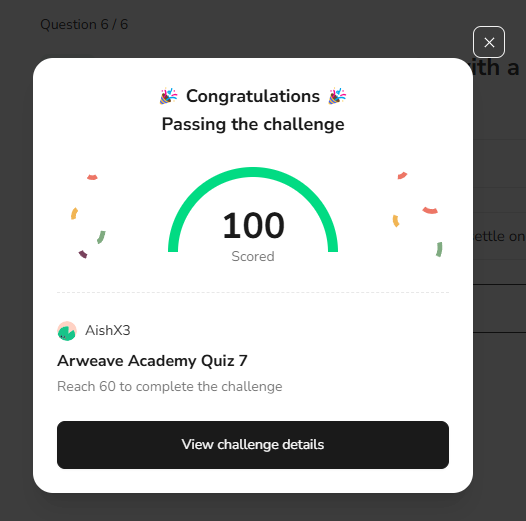 Question 6 / 6
ith a
🎉 Congratulations 🎉
Passing the challenge
100
Scored
ettle on
AishX3
Arweave Academy Quiz 7
Reach 60 to complete the challenge
View challenge details